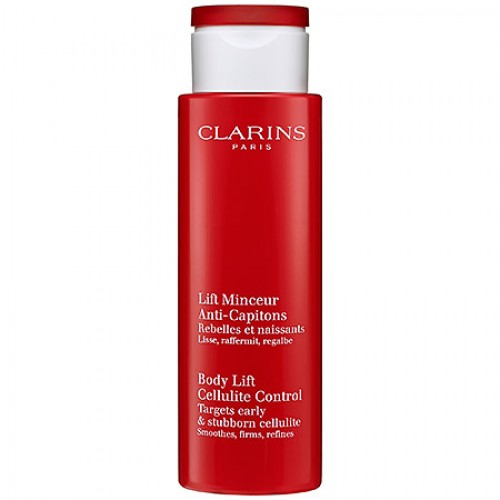 CLARINS
PARIS
Lift Minceur
Anti-Capitons
Rebelles et naissants
Lisse, raffermit, regalbe
Body Lift
Cellulite Control
Targets early
& stubborn cellulite
Smoothes, firms, refines